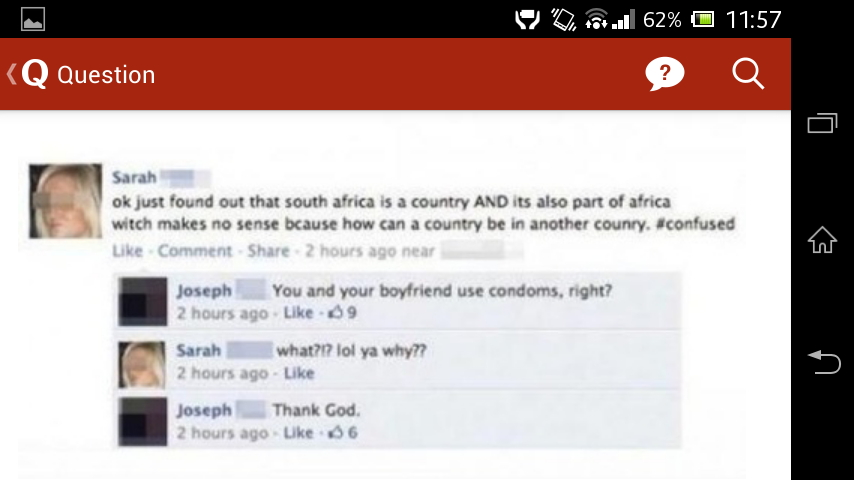 62% 11:57
Q Question ?
Sarah
ok just found out that south africa is a country AND its also part of africa
witch makes no sense bcause how can a country be in another counry. #confused
Like · Comment · Share · 2 hours ago near
Joseph You and your boyfriend use condoms, right?
2 hours ago · Like · 9
Sarah what?!? lol ya why??
2 hours ago · Like
Joseph Thank God.
2 hours ago · Like · 6